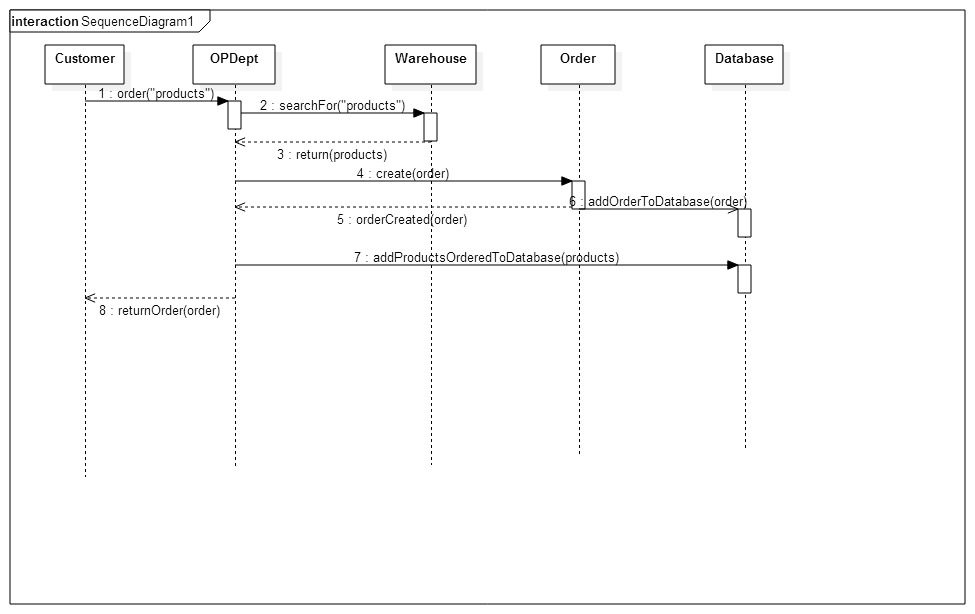 interaction SequenceDiagram1
Customer
OPDept
Warehouse
Order
Database
1 : order("products")
2 : searchFor("products")
3 : return(products)
4 : create(order)
6 : addOrderToDatabase(order)
5 : orderCreated(order)
7 : addProductsOrderedToDatabase(products)
8 : returnOrder(order)